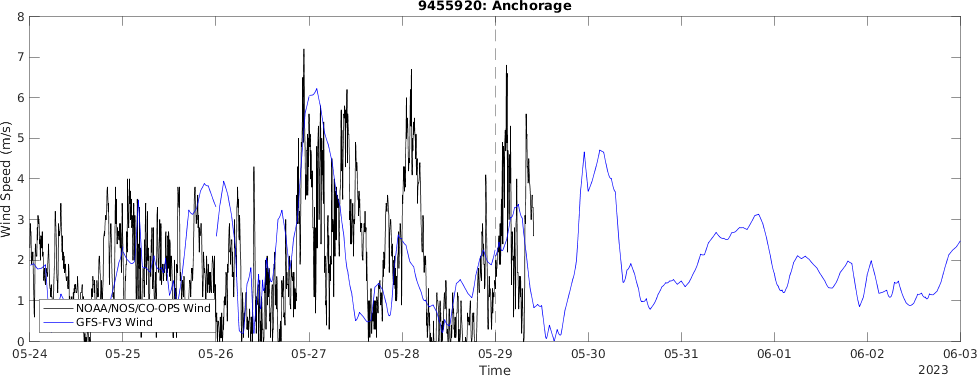 9455920: Anchorage
Wind Speed (m/s)
8
7
6
5
4
3
2
1
0
NOAA/NOS/CO-OPS Wind
GFS-FV3 Wind
05-24 05-25 05-26 05-27 05-28 05-29 05-30 05-31 06-01 06-02 06-03
Time
2023